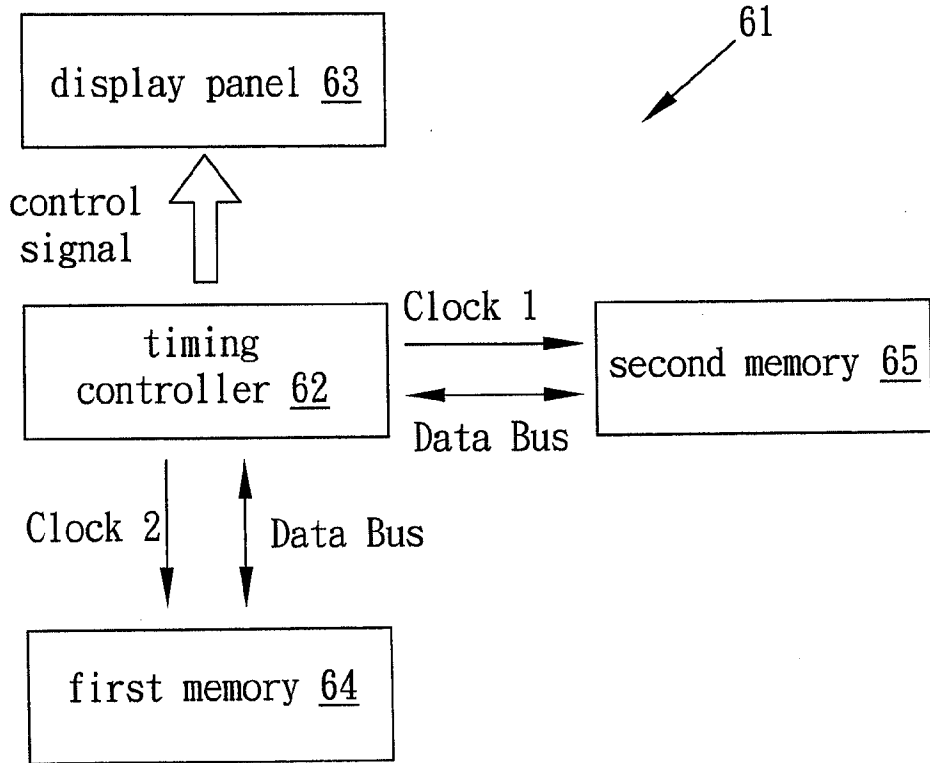 61
display panel 63
control
signal
timing
controller 62
Clock 1
second memory 65
Data Bus
Clock 2
Data Bus
first memory 64